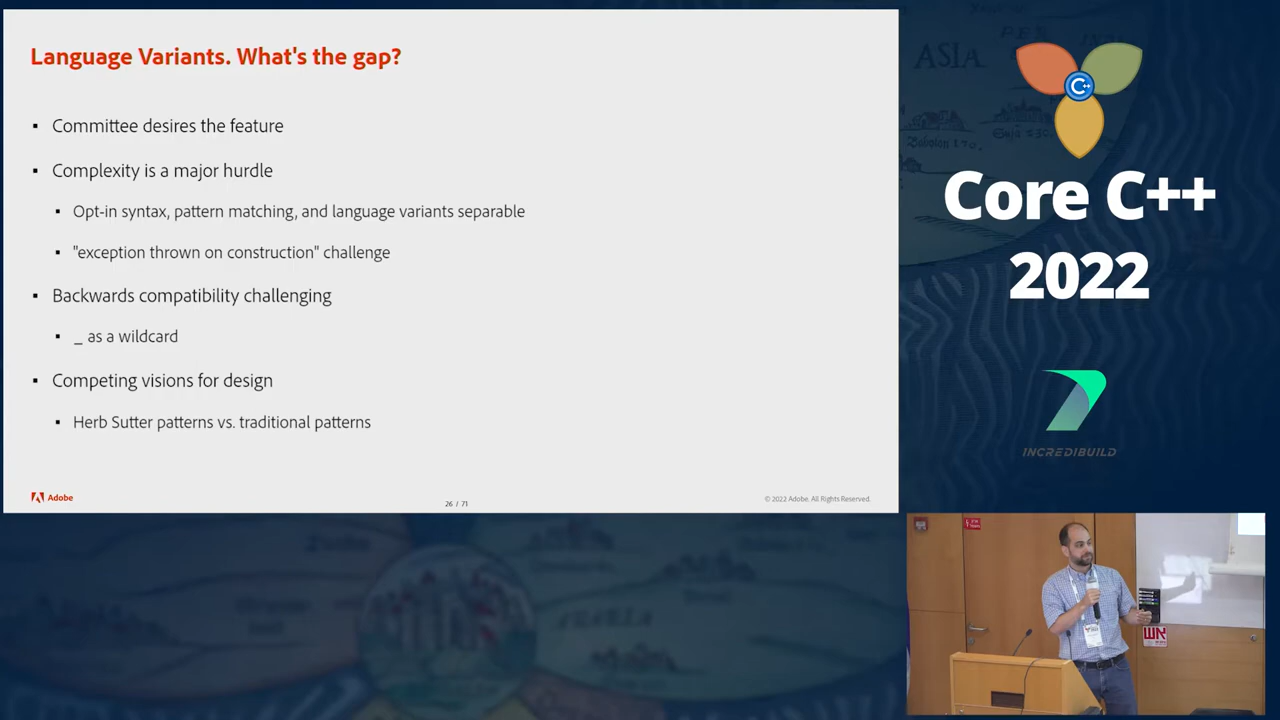 Language Variants. What's the gap?
▪ Committee desires the feature
▪ Complexity is a major hurdle
▪ Opt-in syntax, pattern matching, and language variants separable
▪ "exception thrown on construction" challenge
▪ Backwards compatibility challenging
▪ _ as a wildcard
▪ Competing visions for design
▪ Herb Sutter patterns vs. traditional patterns
Adobe
26 / 71
© 2022 Adobe. All Rights Reserved.
ASIA
C++
Core C++
2022
INCREDIBUILD